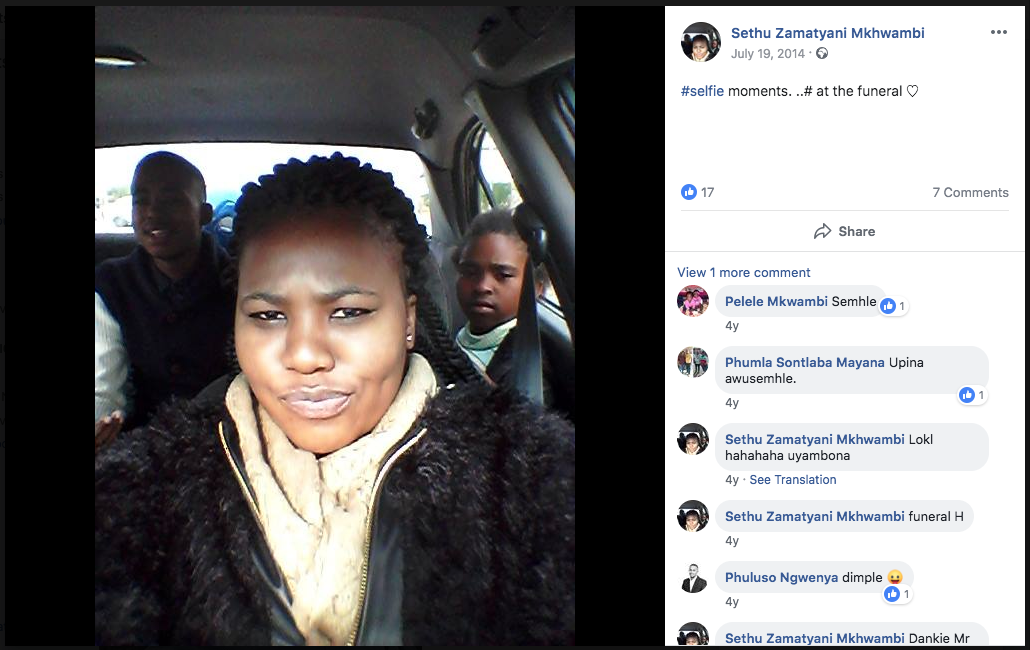 Sethu Zamatyani Mkhwambi
July 19, 2014 ·
#selfie moments. ..# at the funeral ♡
17
7 Comments
Share
View 1 more comment
Pelele Mkwambi Semhle
1
4y
Phumla Sontlaba Mayana Upina
awusemhle.
1
4y
Sethu Zamatyani Mkhwambi Lokl
hahahaha uyambona
4y · See Translation
Sethu Zamatyani Mkhwambi funeral H
4y
Phuluso Ngwenya dimple 😛
1
4y
Sethu Zamatyani Mkhwambi Dankie Mr